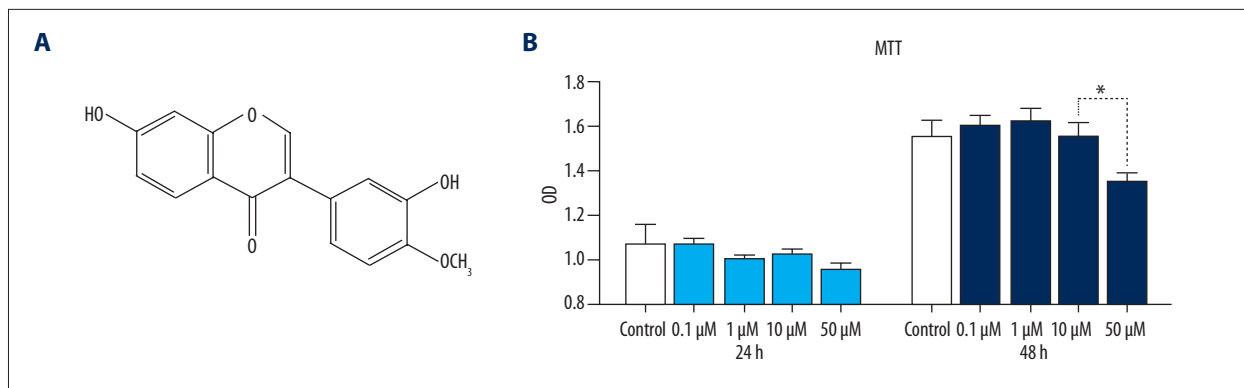 A
HO
O
O
OH
OCH3
B
MTT
OD
1.8
1.6
1.4
1.2
1.0
0.8
*
Control 0.1 µM 1 µM 10 µM 50 µM
24 h
Control 0.1 µM 1 µM 10 µM 50 µM
48 h